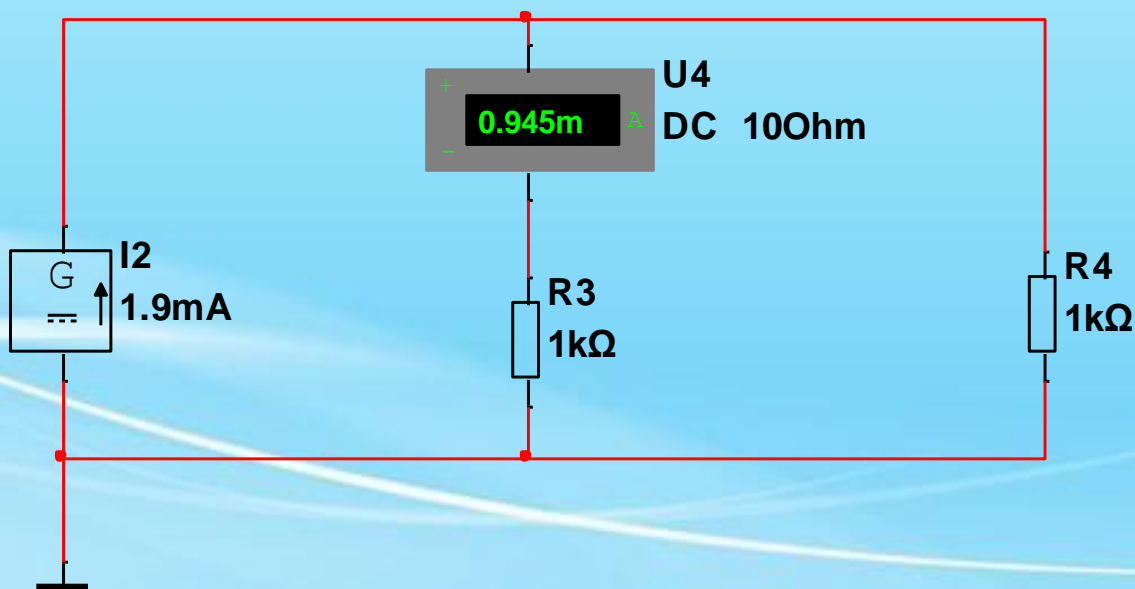 U4
+
0.945m A
DC 10Ohm
−
I2
G
1.9mA
R3
1kΩ
R4
1kΩ